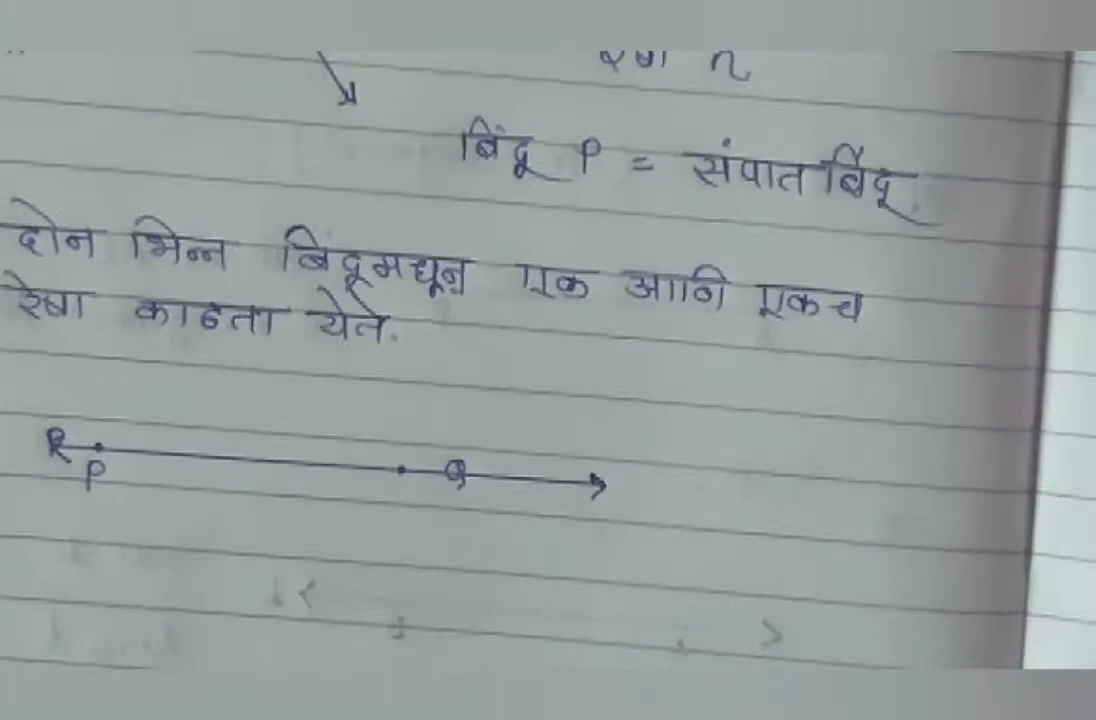 रेषा n
बिंदू P = संपात बिंदू.
दोन भिन्न बिंदूमधून एक आणि एकच
रेषा काढता येते.
P
Q